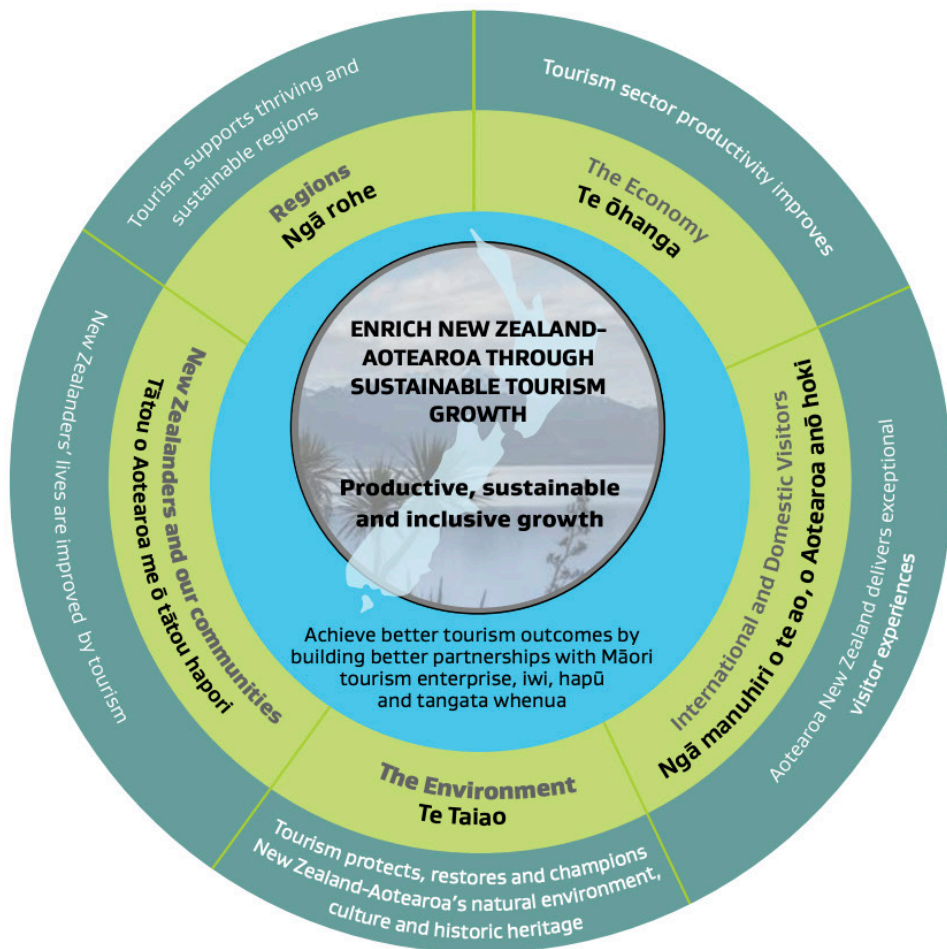 ENRICH NEW ZEALAND–
AOTEAROA THROUGH
SUSTAINABLE TOURISM
GROWTH
Productive, sustainable
and inclusive growth
Achieve better tourism outcomes by
building better partnerships with Māori
tourism enterprise, iwi, hapū
and tangata whenua
The Economy
Te ōhanga
Tourism sector productivity improves
International and Domestic Visitors
Ngā manuhiri o te ao, o Aotearoa anō hoki
Aotearoa New Zealand delivers exceptional
visitor experiences
The Environment
Te Taiao
Tourism protects, restores and champions
New Zealand-Aotearoa's natural environment,
culture and historic heritage
New Zealanders and our communities
Tātou o Aotearoa me ō tātou hapori
New Zealanders' lives are improved by tourism
Regions
Ngā rohe
Tourism supports thriving and
sustainable regions